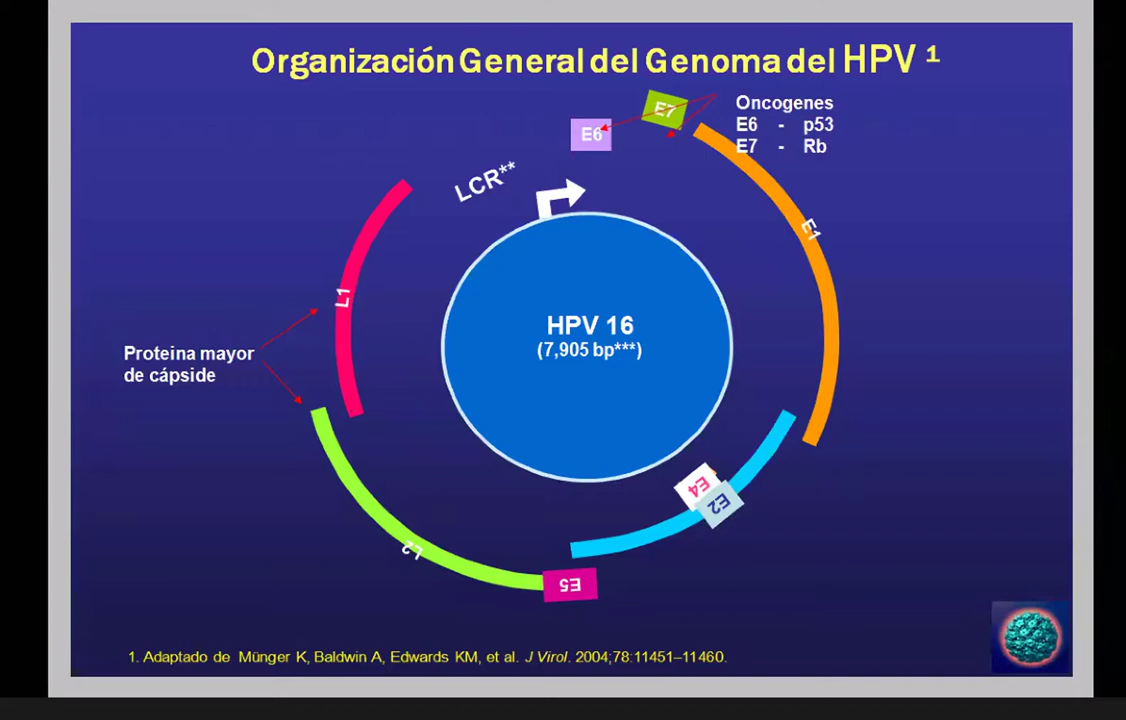 Organización General del Genoma del HPV ¹
E7
Oncogenes
E6 - p53
E7 - Rb
E6
LCR**
E1
L1
HPV 16
(7,905 bp***)
Proteina mayor
de cápside
E4
E2
L2
E5
1. Adaptado de Münger K, Baldwin A, Edwards KM, et al. J Virol. 2004;78:11451–11460.